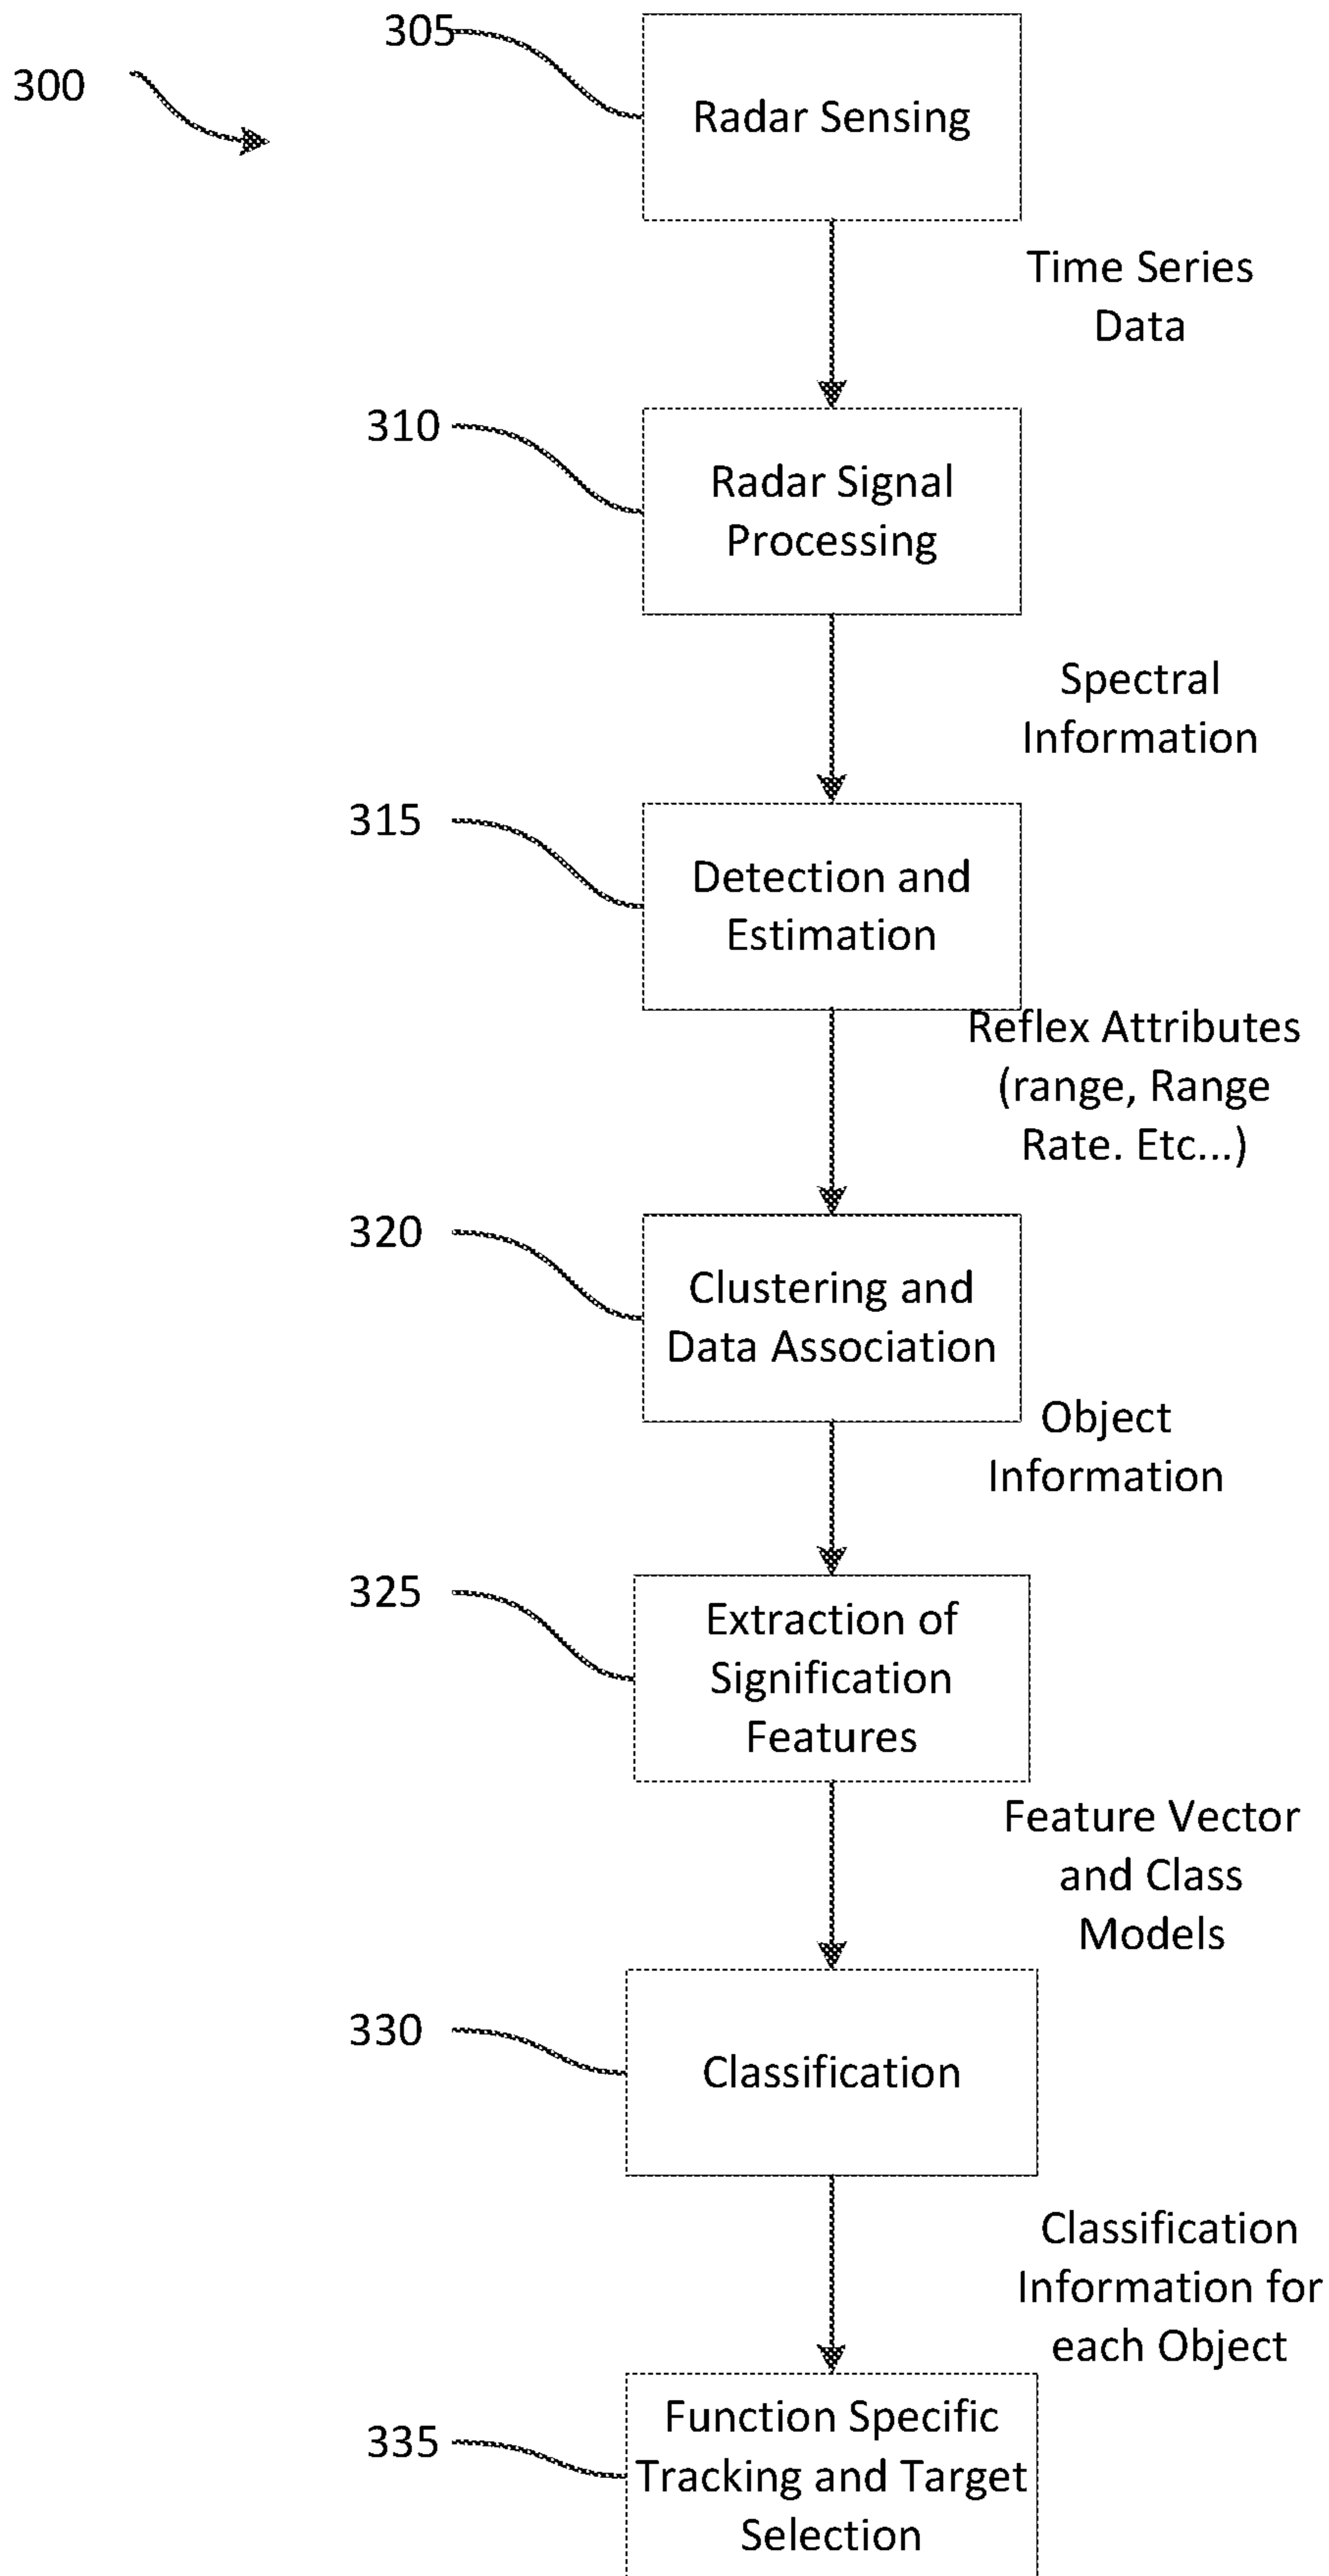 305
300
Radar Sensing
Time Series
Data
310
Radar Signal
Processing
Spectral
Information
315
Detection and
Estimation
Reflex Attributes
(range, Range
Rate. Etc...)
320
Clustering and
Data Association
Object
Information
325
Extraction of
Signification
Features
Feature Vector
and Class
Models
330
Classification
Classification
Information for
each Object
335
Function Specific
Tracking and Target
Selection